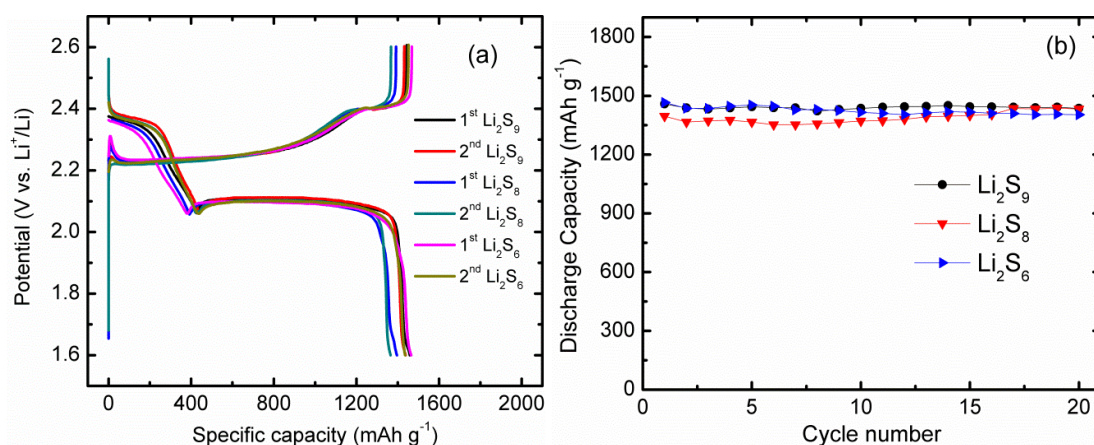 (a)
2.6
2.4
2.2
2.0
1.8
1.6
Potential (V vs. Li⁺/Li)
1ˢᵗ Li₂S₉
2ⁿᵈ Li₂S₉
1ˢᵗ Li₂S₈
2ⁿᵈ Li₂S₈
1ˢᵗ Li₂S₆
2ⁿᵈ Li₂S₆
0 400 800 1200 1600 2000
Specific capacity (mAh g⁻¹)
(b)
1800
1500
1200
900
600
300
0
Discharge Capacity (mAh g⁻¹)
Li₂S₉
Li₂S₈
Li₂S₆
0 5 10 15 20
Cycle number